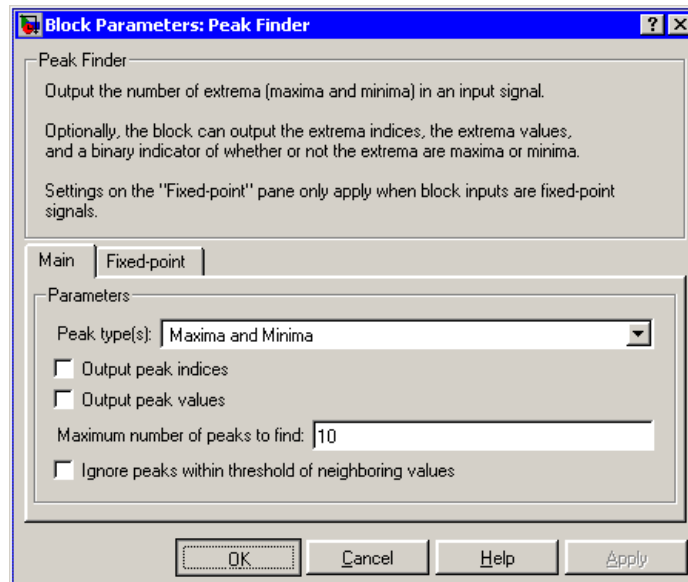 Block Parameters: Peak Finder
Peak Finder
Output the number of extrema (maxima and minima) in an input signal.
Optionally, the block can output the extrema indices, the extrema values,
and a binary indicator of whether or not the extrema are maxima or minima.
Settings on the "Fixed-point" pane only apply when block inputs are fixed-point
signals.
Main Fixed-point
Parameters
Peak type(s): Maxima and Minima
Output peak indices
Output peak values
Maximum number of peaks to find: 10
Ignore peaks within threshold of neighboring values
OK Cancel Help Apply